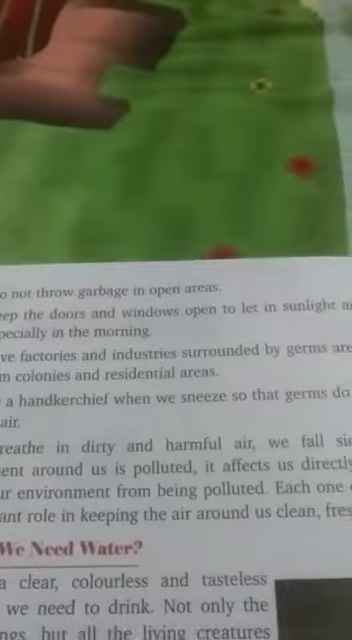 o not throw garbage in open areas.
eep the doors and windows open to let in sunlight a
pecially in the morning.
ve factories and industries surrounded by germs are
m colonies and residential areas.
a handkerchief when we sneeze so that germs do
air.
reathe in dirty and harmful air, we fall si
ent around us is polluted, it affects us directly
ur environment from being polluted. Each one
ant role in keeping the air around us clean, fres
We Need Water?
a clear, colourless and tasteless
we need to drink. Not only the
ngs, but all the living creatures